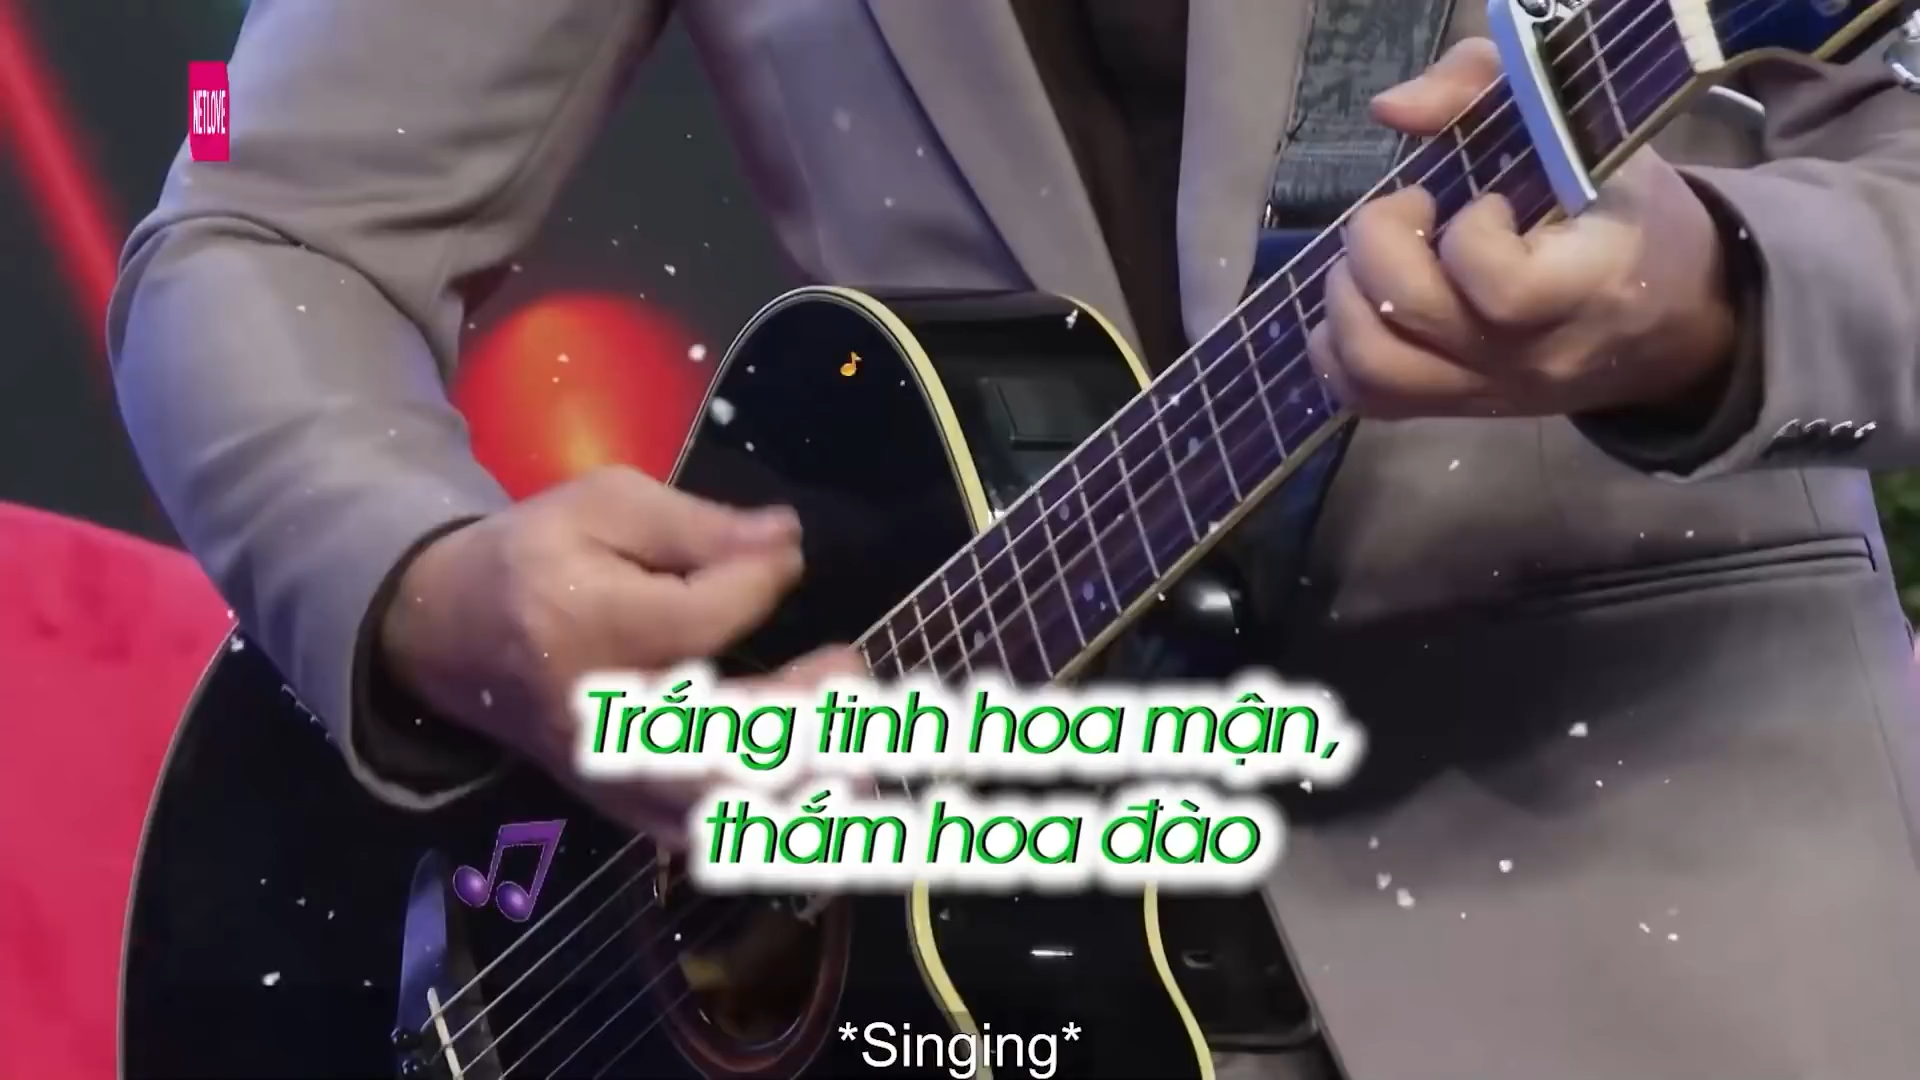 NETLOVE
Trắng tinh hoa mận,
thắm hoa đào
*Singing*